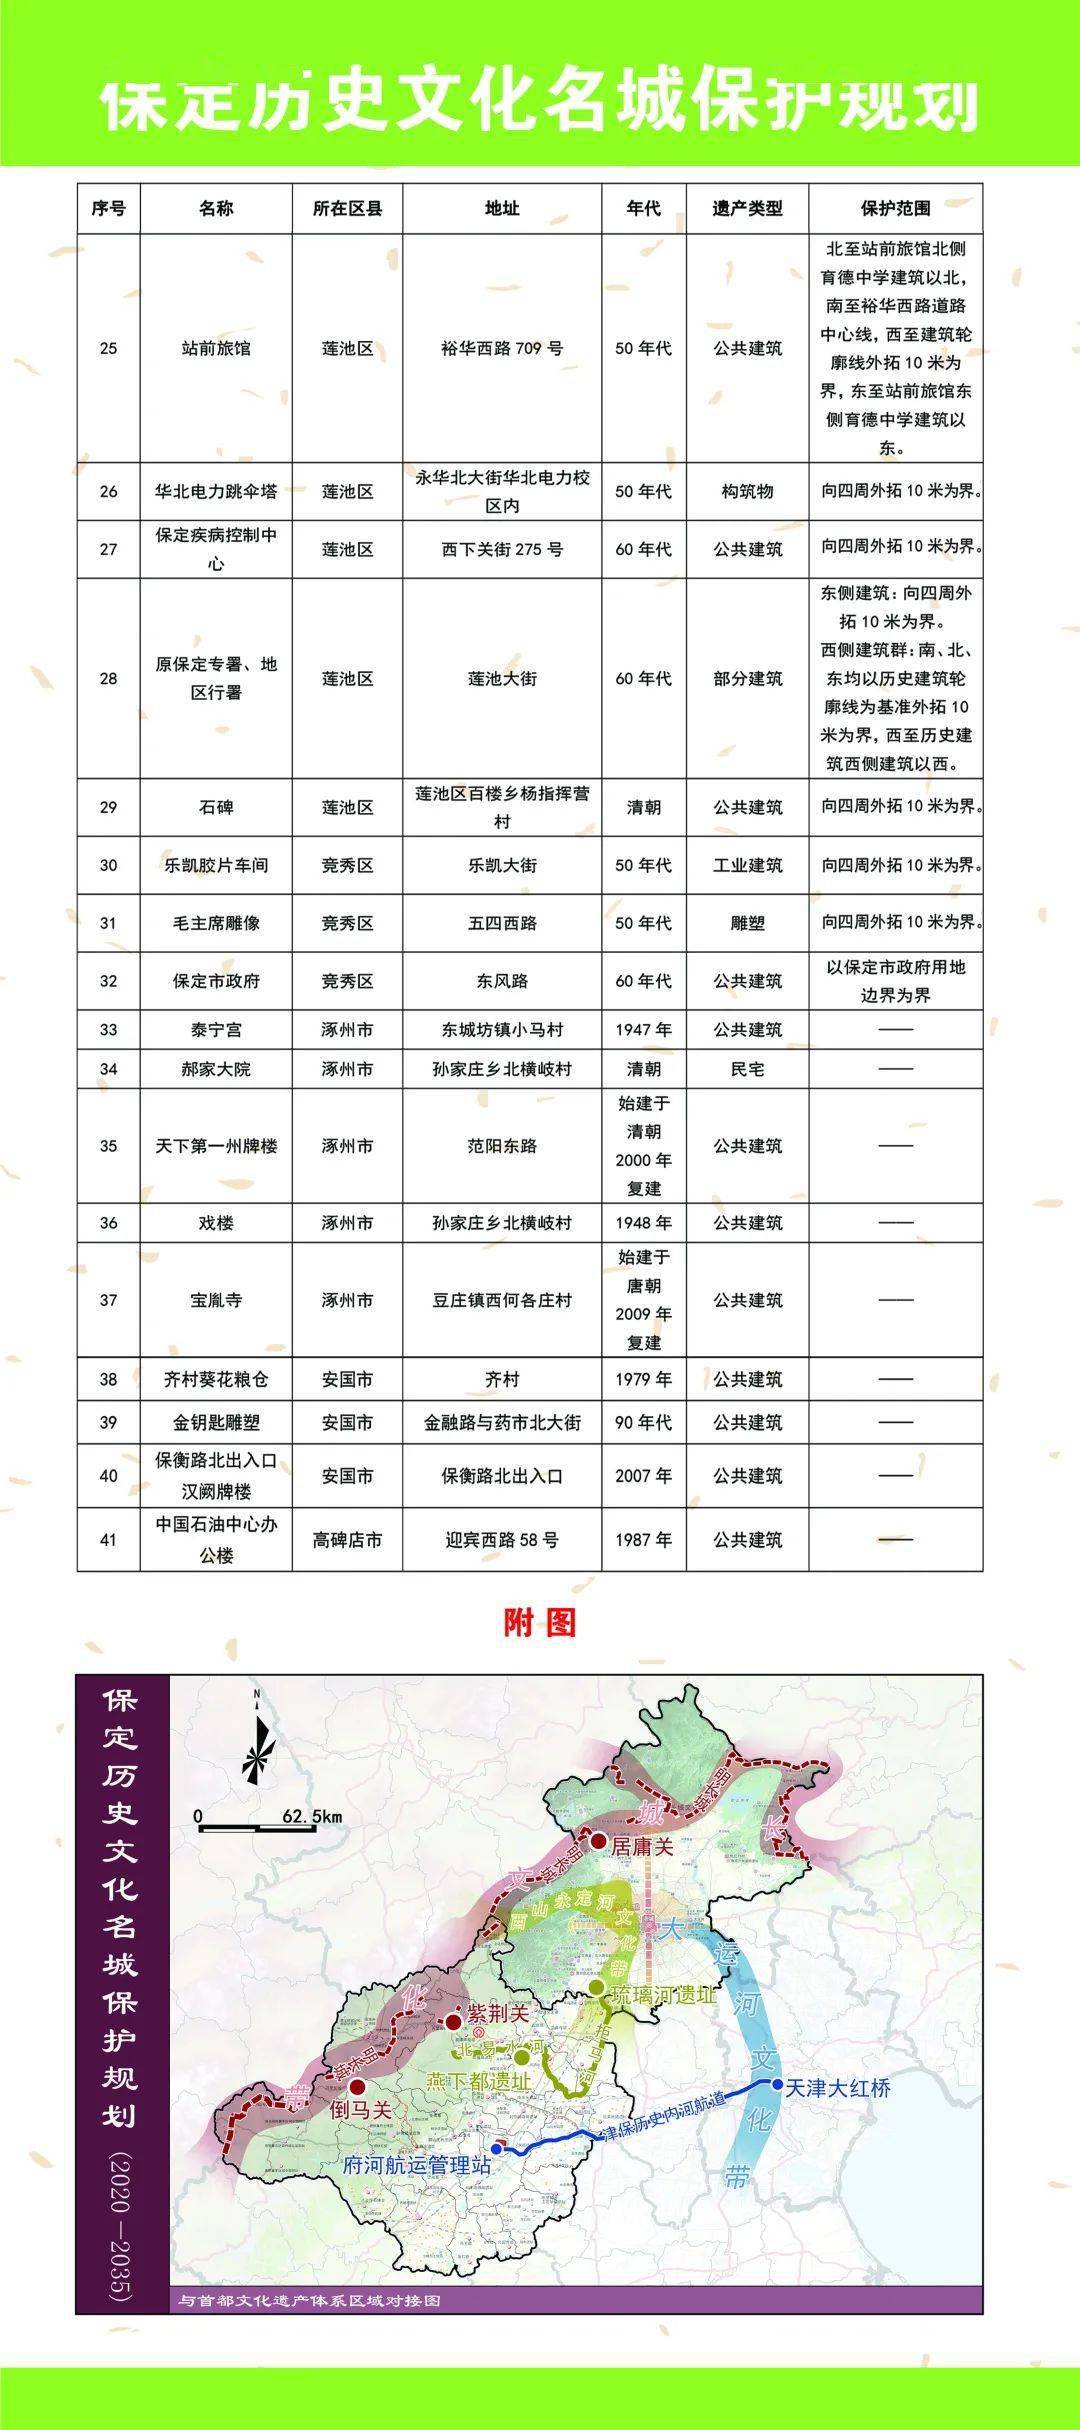 保定历史文化名城保护规划
序号 名称 所在区县 地址 年代 遗产类型 保护范围
25 站前旅馆 莲池区 裕华西路 709 号 50 年代 公共建筑
北至站前旅馆北侧
育德中学建筑以北，
南至裕华西路道路
中心线，西至建筑轮
廓线外拓 10 米为
界，东至站前旅馆东
侧育德中学建筑以
东。
26 华北电力跳伞塔 莲池区
永华北大街华北电力校
区内
50 年代 构筑物 向四周外拓 10 米为界。
27
保定疾病控制中
心
莲池区 西下关街 275 号 60 年代 公共建筑 向四周外拓 10 米为界。
28
原保定专署、地
区行署
莲池区 莲池大街 60 年代 部分建筑
东侧建筑：向四周外
拓 10 米为界。
西侧建筑群：南、北、
东均以历史建筑轮
廓线为基准外拓 10
米为界，西至历史建
筑西侧建筑以西。
29 石碑 莲池区
莲池区百楼乡杨指挥营
村
清朝 公共建筑 向四周外拓 10 米为界。
30 乐凯胶片车间 竞秀区 乐凯大街 50 年代 工业建筑 向四周外拓 10 米为界。
31 毛主席雕像 竞秀区 五四西路 50 年代 雕塑 向四周外拓 10 米为界。
32 保定市政府 竞秀区 东风路 60 年代 公共建筑
以保定市政府用地
边界为界
33 泰宁宫 涿州市 东城坊镇小马村 1947 年 公共建筑 ——
34 郝家大院 涿州市 孙家庄乡北横岐村 清朝 民宅 ——
35 天下第一州牌楼 涿州市 范阳东路
始建于
清朝
2000 年
复建
公共建筑 ——
36 戏楼 涿州市 孙家庄乡北横岐村 1948 年 公共建筑 ——
37 宝胤寺 涿州市 豆庄镇西何各庄村
始建于
唐朝
2009 年
复建
公共建筑 ——
38 齐村葵花粮仓 安国市 齐村 1979 年 公共建筑 ——
39 金钥匙雕塑 安国市 金融路与药市北大街 90 年代 公共建筑 ——
40
保衡路北出入口
汉阙牌楼
安国市 保衡路北出入口 2007 年 公共建筑 ——
41
中国石油中心办
公楼
高碑店市 迎宾西路 58 号 1987 年 公共建筑 ——
附 图
保定历史文化名城保护规划（2020—2035）
N
0 62.5km
长城文化带
明长城
明长城
明长城
居庸关
西山永定河文化带
大运河文化带
琉璃河遗址
拒马河
紫荆关
北易水河
燕下都遗址
倒马关
天津大红桥
津保历史内河航道
府河航运管理站
与首都文化遗产体系区域对接图